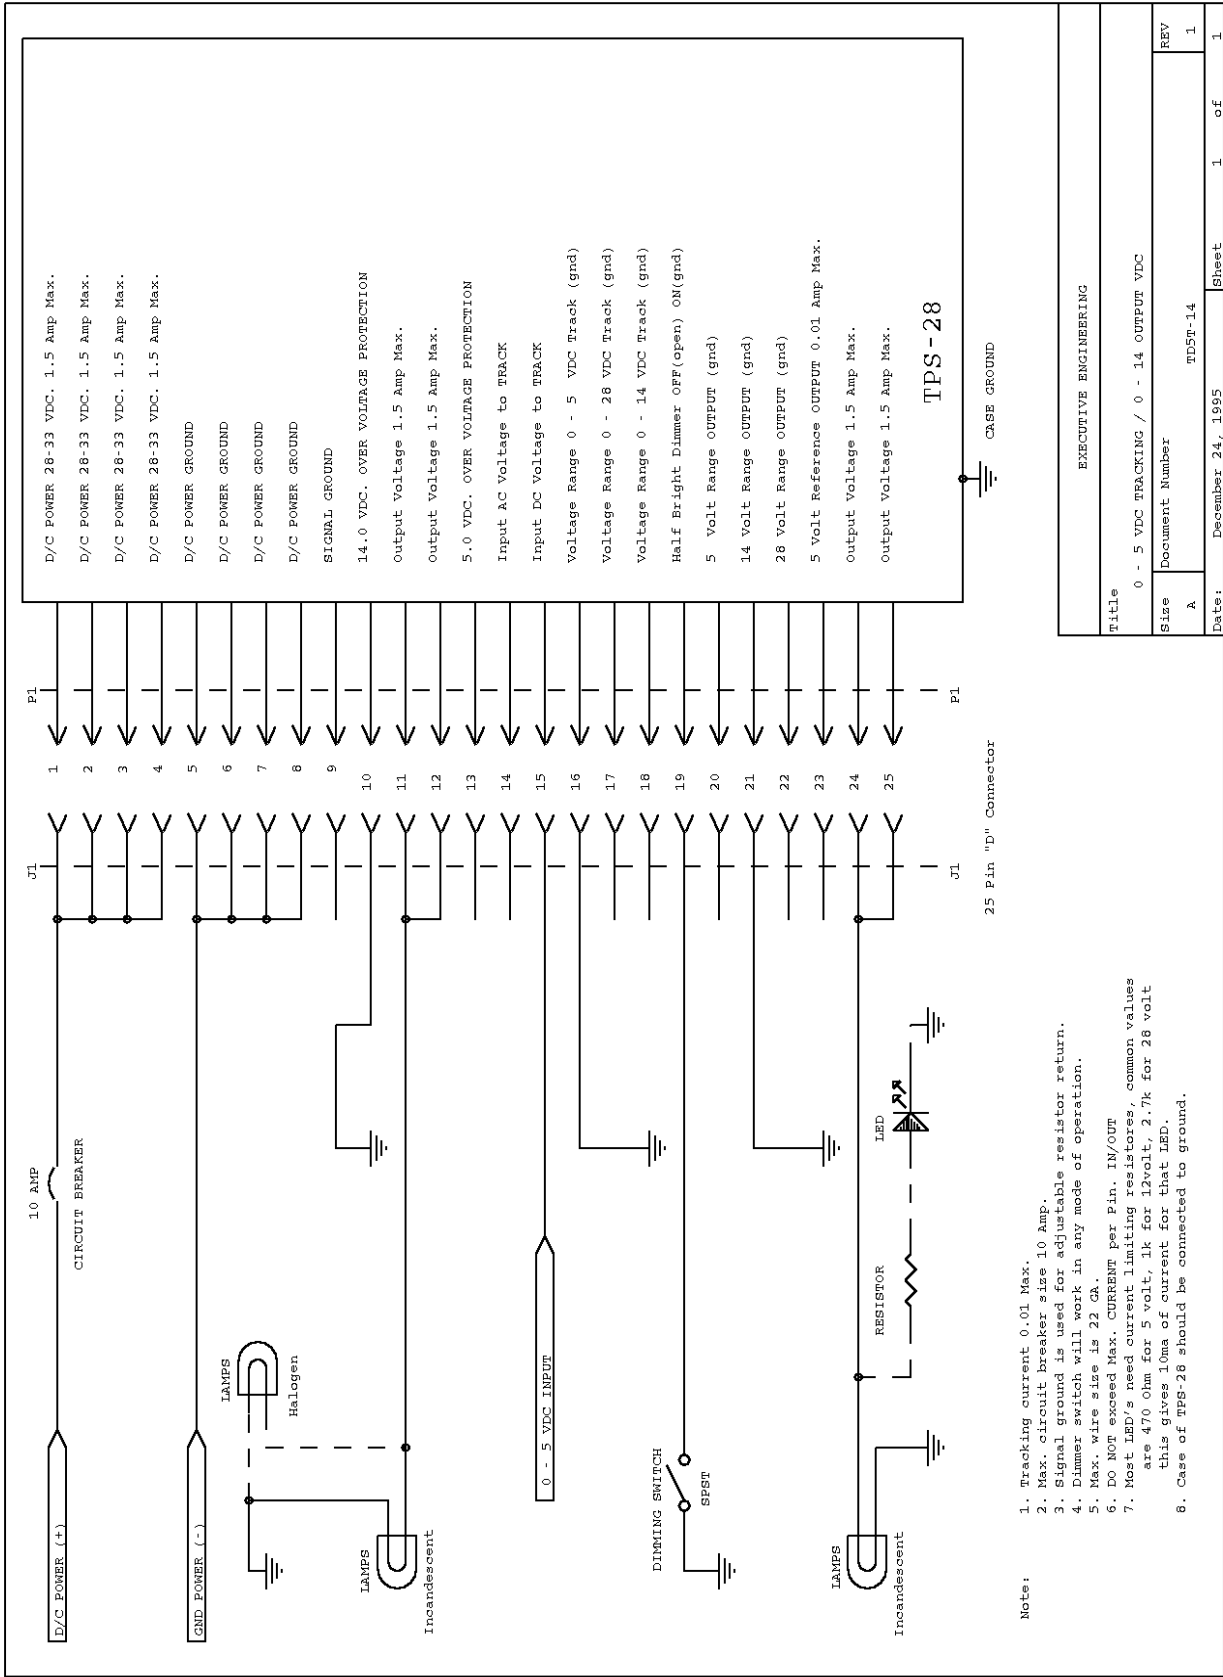 D/C POWER (+)
10 AMP
CIRCUIT BREAKER
GND POWER (-)
LAMPS
Halogen
LAMPS
Incandescent
0 - 5 VDC INPUT
DIMMING SWITCH
SPST
LAMPS
Incandescent
RESISTOR
LED
J1
P1
1
2
3
4
5
6
7
8
9
10
11
12
13
14
15
16
17
18
19
20
21
22
23
24
25
J1
P1
25 Pin "D" Connector
D/C POWER 28-33 VDC. 1.5 Amp Max.
D/C POWER 28-33 VDC. 1.5 Amp Max.
D/C POWER 28-33 VDC. 1.5 Amp Max.
D/C POWER 28-33 VDC. 1.5 Amp Max.
D/C POWER GROUND
D/C POWER GROUND
D/C POWER GROUND
D/C POWER GROUND
SIGNAL GROUND
14.0 VDC. OVER VOLTAGE PROTECTION
Output Voltage 1.5 Amp Max.
Output Voltage 1.5 Amp Max.
5.0 VDC. OVER VOLTAGE PROTECTION
Input AC Voltage to TRACK
Input DC Voltage to TRACK
Voltage Range 0 - 5 VDC Track (gnd)
Voltage Range 0 - 28 VDC Track (gnd)
Voltage Range 0 - 14 VDC Track (gnd)
Half Bright Dimmer OFF(open) ON(gnd)
5 Volt Range OUTPUT (gnd)
14 Volt Range OUTPUT (gnd)
28 Volt Range OUTPUT (gnd)
5 Volt Reference OUTPUT 0.01 Amp Max.
Output Voltage 1.5 Amp Max.
Output Voltage 1.5 Amp Max.
TPS-28
CASE GROUND
Note:
1. Tracking current 0.01 Max.
2. Max. circuit breaker size 10 Amp.
3. Signal ground is used for adjustable resistor return.
4. Dimmer switch will work in any mode of operation.
5. Max. wire size is 22 GA.
6. DO NOT exceed Max. CURRENT per Pin. IN/OUT
7. Most LED's need current limiting resistores, common values
are 470 Ohm for 5 volt, 1k for 12volt, 2.7k for 28 volt
this gives 10ma of current for that LED.
8. Case of TPS-28 should be connected to ground.
EXECUTIVE ENGINEERING
Title
0 - 5 VDC TRACKING / 0 - 14 OUTPUT VDC
Size Document Number REV
A TD5T-14 1
Date: December 24, 1995 Sheet 1 of 1